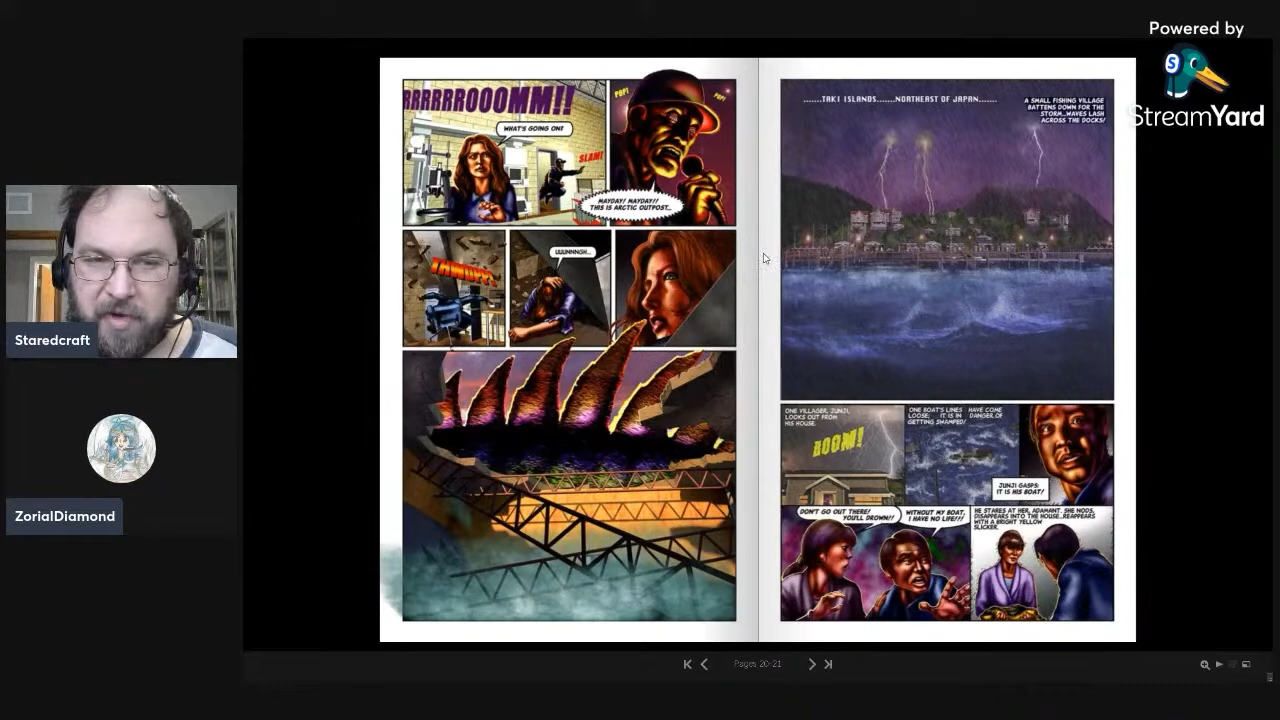 Powered by
StreamYard
Staredcraft
ZorialDiamond
RRRRRROOOMM!!
WHAT'S GOING ON?
SLAM!
POP!
POP!
MAYDAY! MAYDAY!!
THIS IS ARCTIC OUTPOST...
UUUNNNGH...
.......TAKI ISLANDS.......NORTHEAST OF JAPAN.......
A SMALL FISHING VILLAGE
BATTENS DOWN FOR THE
STORM...WAVES LASH
ACROSS THE DOCKS!
ONE VILLAGER, JUNJI,
LOOKS OUT FROM
HIS HOUSE.
BOOM!
ONE BOAT'S LINES HAVE COME
LOOSE; IT IS IN DANGER OF
GETTING SWAMPED!
JUNJI GASPS:
IT IS HIS BOAT!
DON'T GO OUT THERE!
YOU'LL DROWN!!
WITHOUT MY BOAT,
I HAVE NO LIFE!!!
HE STARES AT HER, ADAMANT. SHE NODS,
DISAPPEARS INTO THE HOUSE...REAPPEARS
WITH A BRIGHT YELLOW
SLICKER.
Pages 20-21